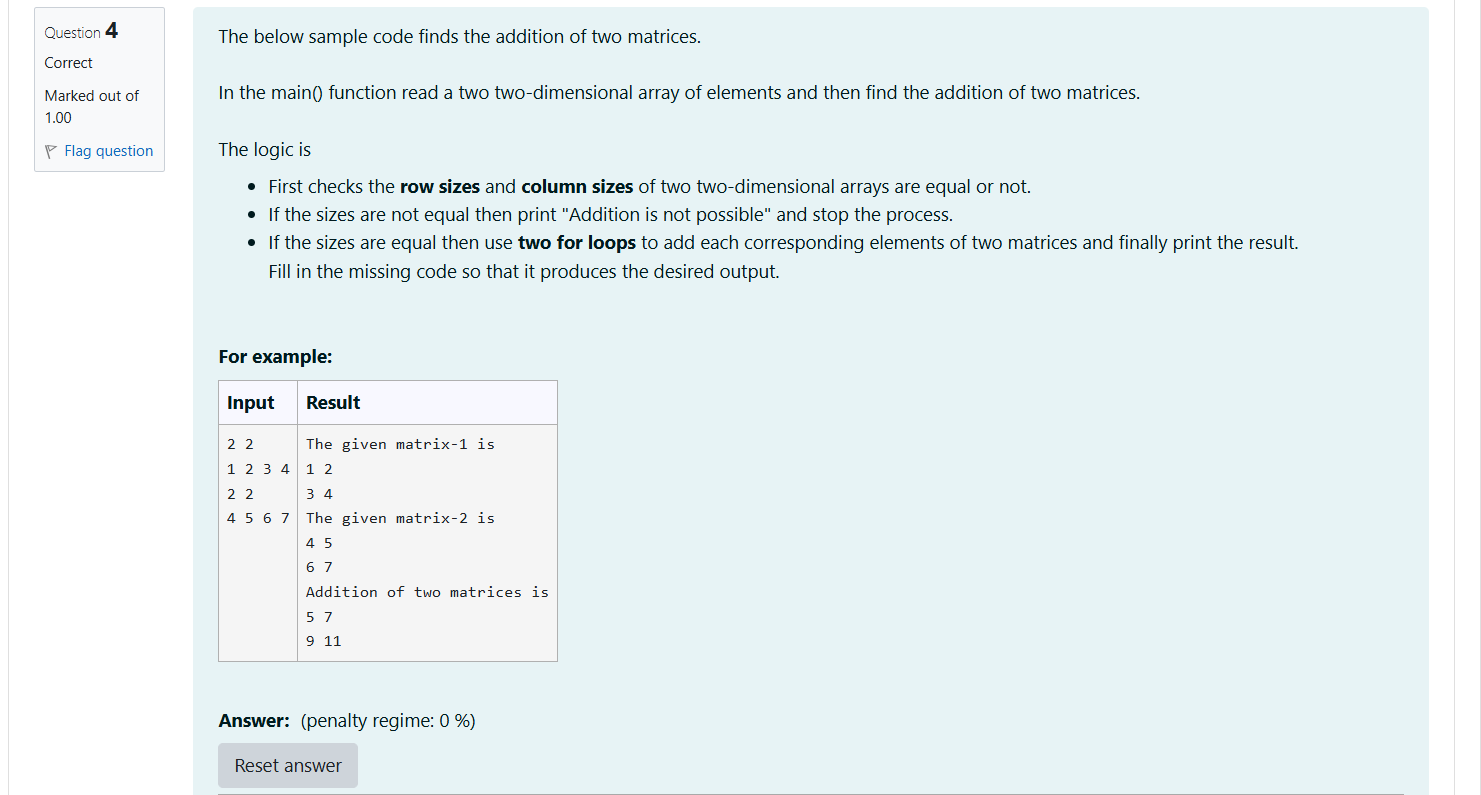 Question 4
Correct
Marked out of
1.00
Flag question
The below sample code finds the addition of two matrices.
In the main() function read a two two-dimensional array of elements and then find the addition of two matrices.
The logic is
• First checks the row sizes and column sizes of two two-dimensional arrays are equal or not.
• If the sizes are not equal then print "Addition is not possible" and stop the process.
• If the sizes are equal then use two for loops to add each corresponding elements of two matrices and finally print the result.
Fill in the missing code so that it produces the desired output.
For example:
Input Result
2 2 The given matrix-1 is
1 2 3 4 1 2
2 2 3 4
4 5 6 7 The given matrix-2 is
4 5
6 7
Addition of two matrices is
5 7
9 11
Answer: (penalty regime: 0 %)
Reset answer